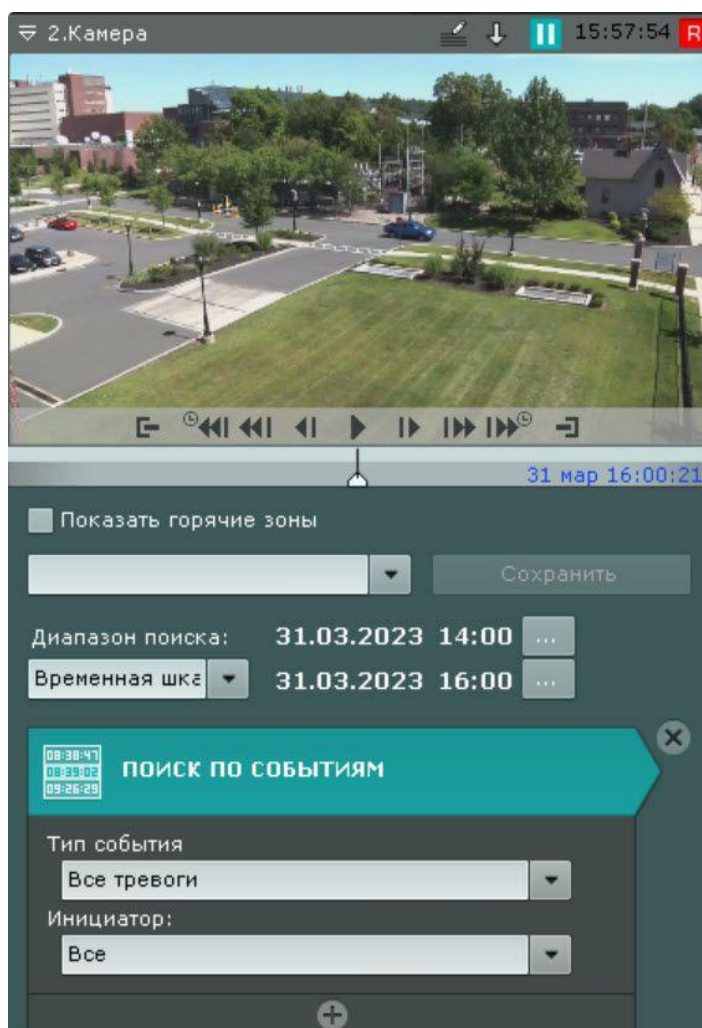 2.Камера
15:57:54 R
31 мар 16:00:21
Показать горячие зоны
Сохранить
Диапазон поиска: 31.03.2023 14:00 ...
Временная шка 31.03.2023 16:00 ...
08:38:47
08:39:02
09:26:29
ПОИСК ПО СОБЫТИЯМ
Тип события
Все тревоги
Инициатор:
Все